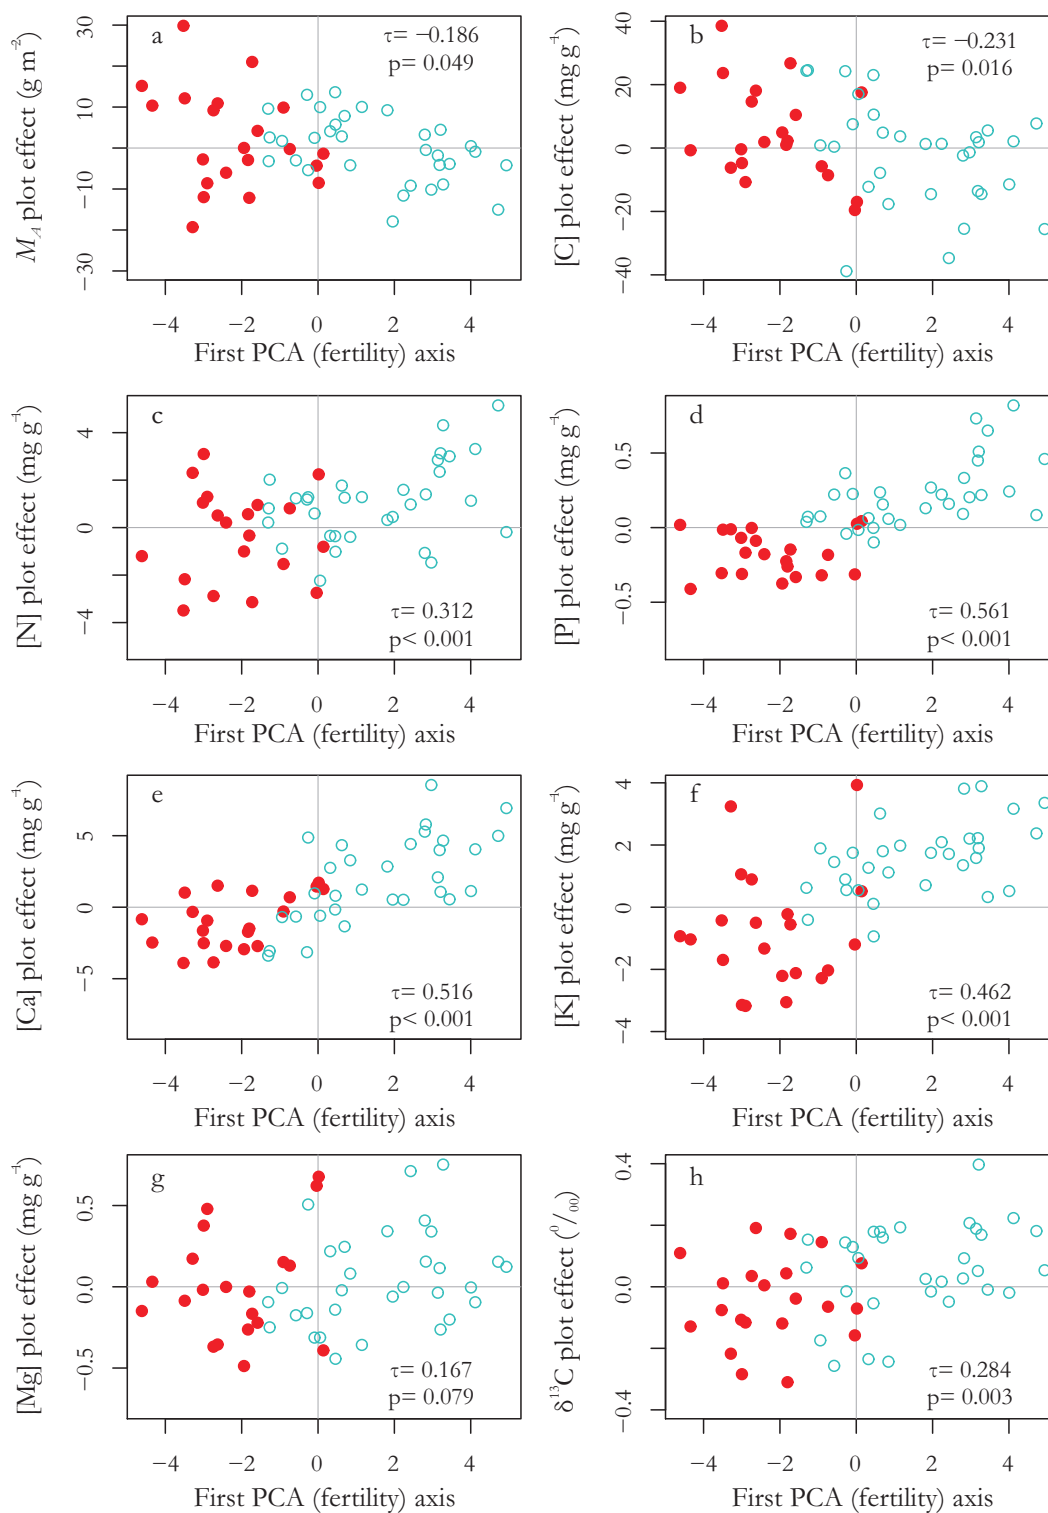 a
τ= −0.186
p= 0.049
M_A plot effect (g m⁻²)
30
10
−10
−30
−4 −2 0 2 4
First PCA (fertility) axis
b
τ= −0.231
p= 0.016
[C] plot effect (mg g⁻¹)
40
20
0
−20
−40
−4 −2 0 2 4
First PCA (fertility) axis
c
τ= 0.312
p< 0.001
[N] plot effect (mg g⁻¹)
4
0
−4
−4 −2 0 2 4
First PCA (fertility) axis
d
τ= 0.561
p< 0.001
[P] plot effect (mg g⁻¹)
0.5
0.0
−0.5
−4 −2 0 2 4
First PCA (fertility) axis
e
τ= 0.516
p< 0.001
[Ca] plot effect (mg g⁻¹)
5
0
−5
−4 −2 0 2 4
First PCA (fertility) axis
f
τ= 0.462
p< 0.001
[K] plot effect (mg g⁻¹)
4
2
0
−2
−4
−4 −2 0 2 4
First PCA (fertility) axis
g
τ= 0.167
p= 0.079
[Mg] plot effect (mg g⁻¹)
0.5
0.0
−0.5
−4 −2 0 2 4
First PCA (fertility) axis
h
τ= 0.284
p= 0.003
δ¹³C plot effect (⁰/₀₀)
0.4
0.0
−0.4
−4 −2 0 2 4
First PCA (fertility) axis